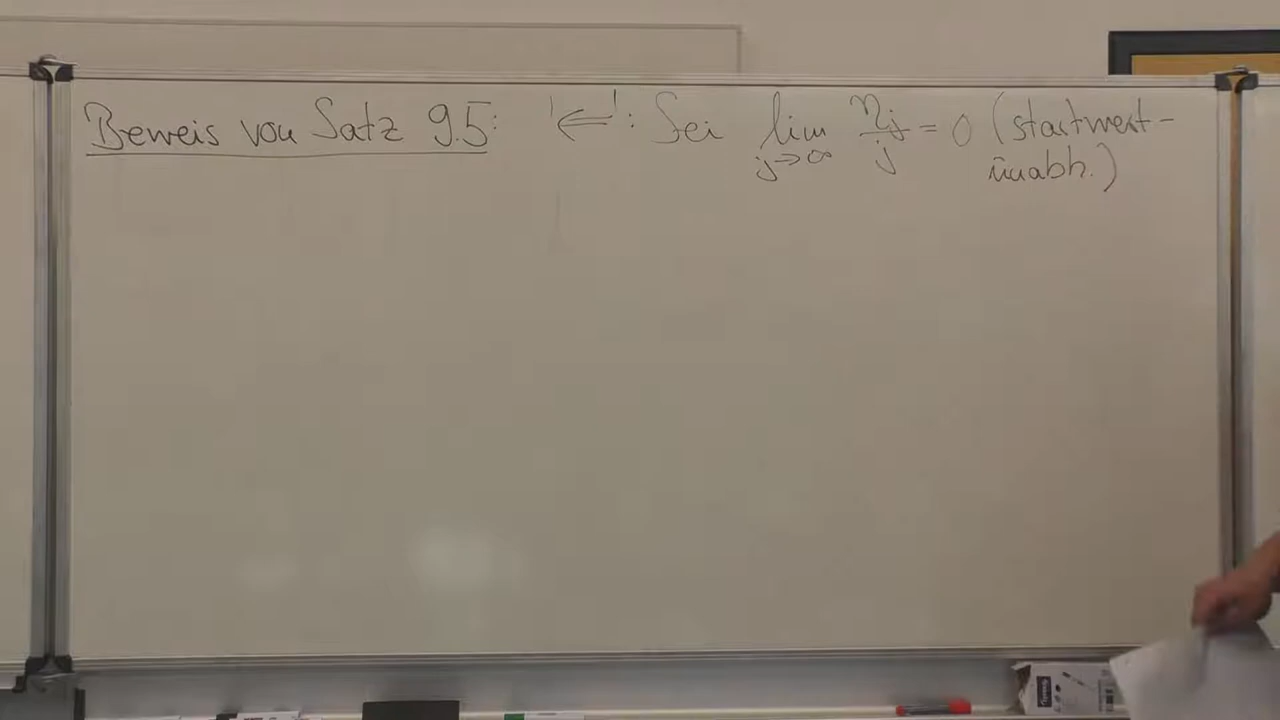 Beweis von Satz 9.5: '⇐': Sei lim_{j→∞} η_j/j = 0 (startwert-
unabh.)